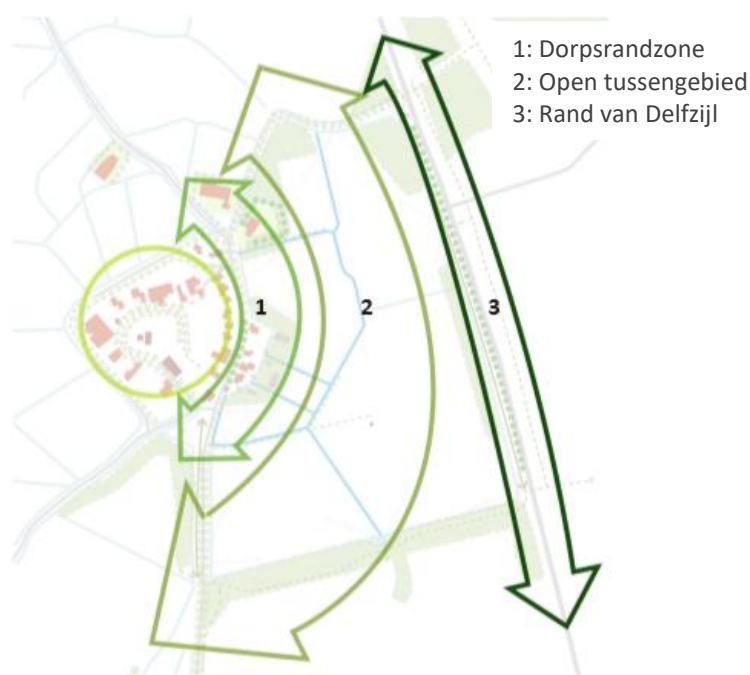 1: Dorpsrandzone
2: Open tussengebied
3: Rand van Delfzijl
1
2
3